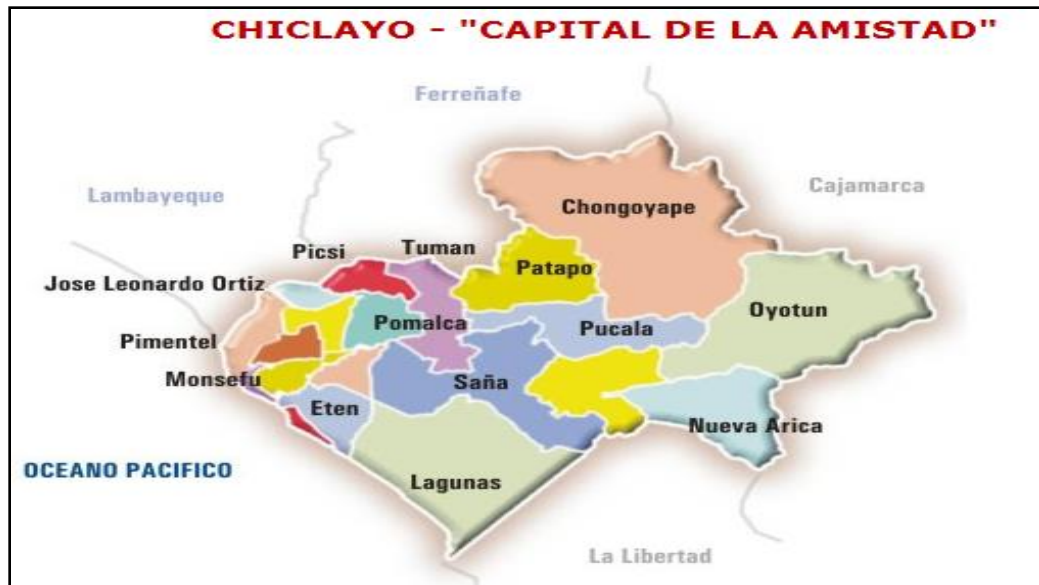 CHICLAYO - "CAPITAL DE LA AMISTAD"
Ferreñafe
Cajamarca
Lambayeque
Chongoyape
Picsi
Tuman
Patapo
Jose Leonardo Ortiz
Oyotun
Pomalca
Pucala
Pimentel
Monsefu
Saña
Eten
Nueva Arica
OCEANO PACIFICO
Lagunas
La Libertad